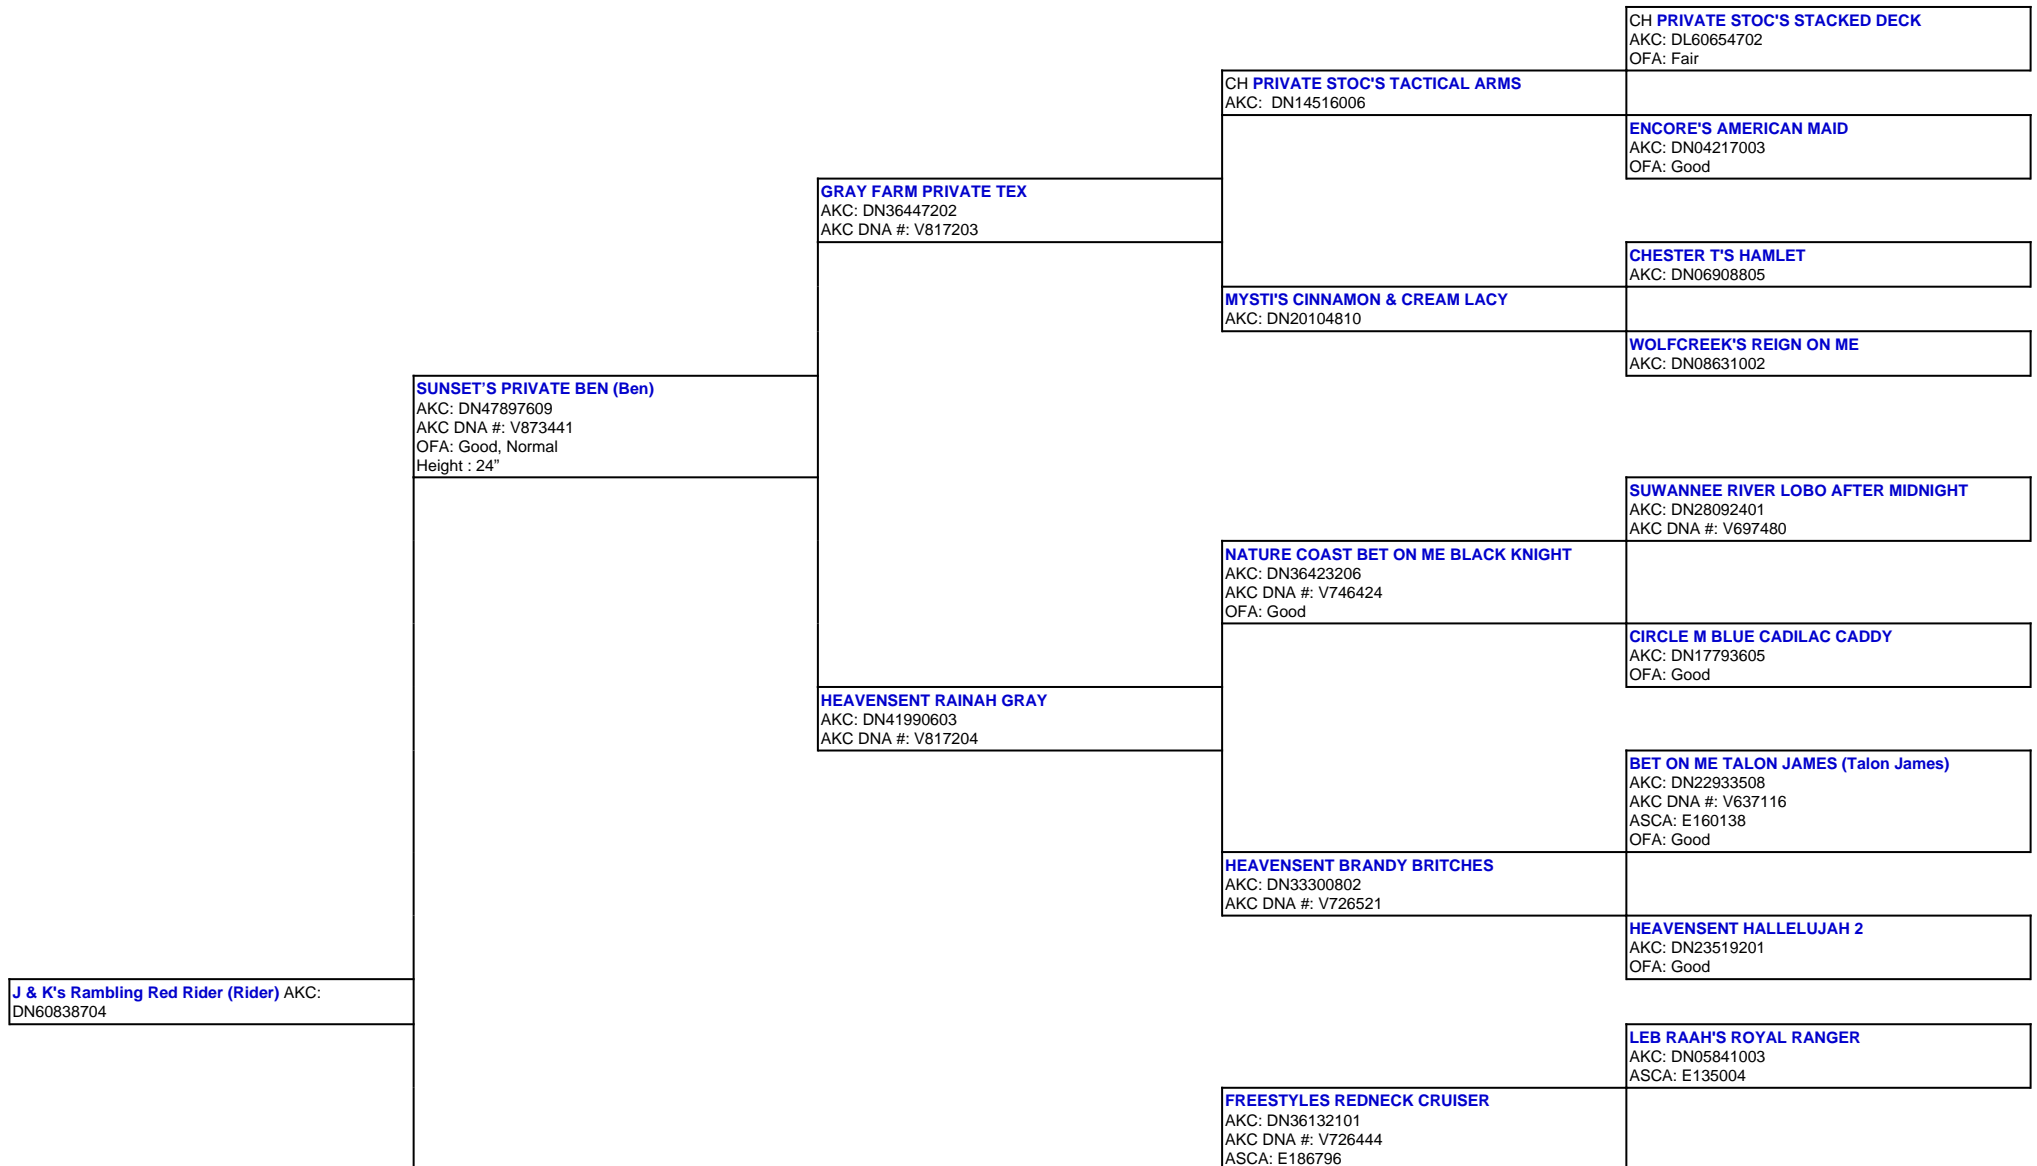 CH PRIVATE STOC'S STACKED DECK
AKC: DL60654702
OFA: Fair
CH PRIVATE STOC'S TACTICAL ARMS
AKC:  DN14516006
ENCORE'S AMERICAN MAID
AKC: DN04217003
OFA: Good
GRAY FARM PRIVATE TEX
AKC: DN36447202
AKC DNA #: V817203
CHESTER T'S HAMLET
AKC: DN06908805
MYSTI'S CINNAMON & CREAM LACY
AKC: DN20104810
WOLFCREEK'S REIGN ON ME
AKC: DN08631002
SUNSET’S PRIVATE BEN (Ben)
AKC: DN47897609
AKC DNA #: V873441
OFA: Good, Normal
Height : 24”
SUWANNEE RIVER LOBO AFTER MIDNIGHT
AKC: DN28092401
AKC DNA #: V697480
NATURE COAST BET ON ME BLACK KNIGHT
AKC: DN36423206
AKC DNA #: V746424
OFA: Good
CIRCLE M BLUE CADILAC CADDY
AKC: DN17793605
OFA: Good
HEAVENSENT RAINAH GRAY
AKC: DN41990603
AKC DNA #: V817204
BET ON ME TALON JAMES (Talon James)
AKC: DN22933508
AKC DNA #: V637116
ASCA: E160138
OFA: Good
HEAVENSENT BRANDY BRITCHES
AKC: DN33300802
AKC DNA #: V726521
HEAVENSENT HALLELUJAH 2
AKC: DN23519201
OFA: Good
J & K's Rambling Red Rider (Rider) AKC:
DN60838704
LEB RAAH'S ROYAL RANGER
AKC: DN05841003
ASCA: E135004
FREESTYLES REDNECK CRUISER
AKC: DN36132101
AKC DNA #: V726444
ASCA: E186796